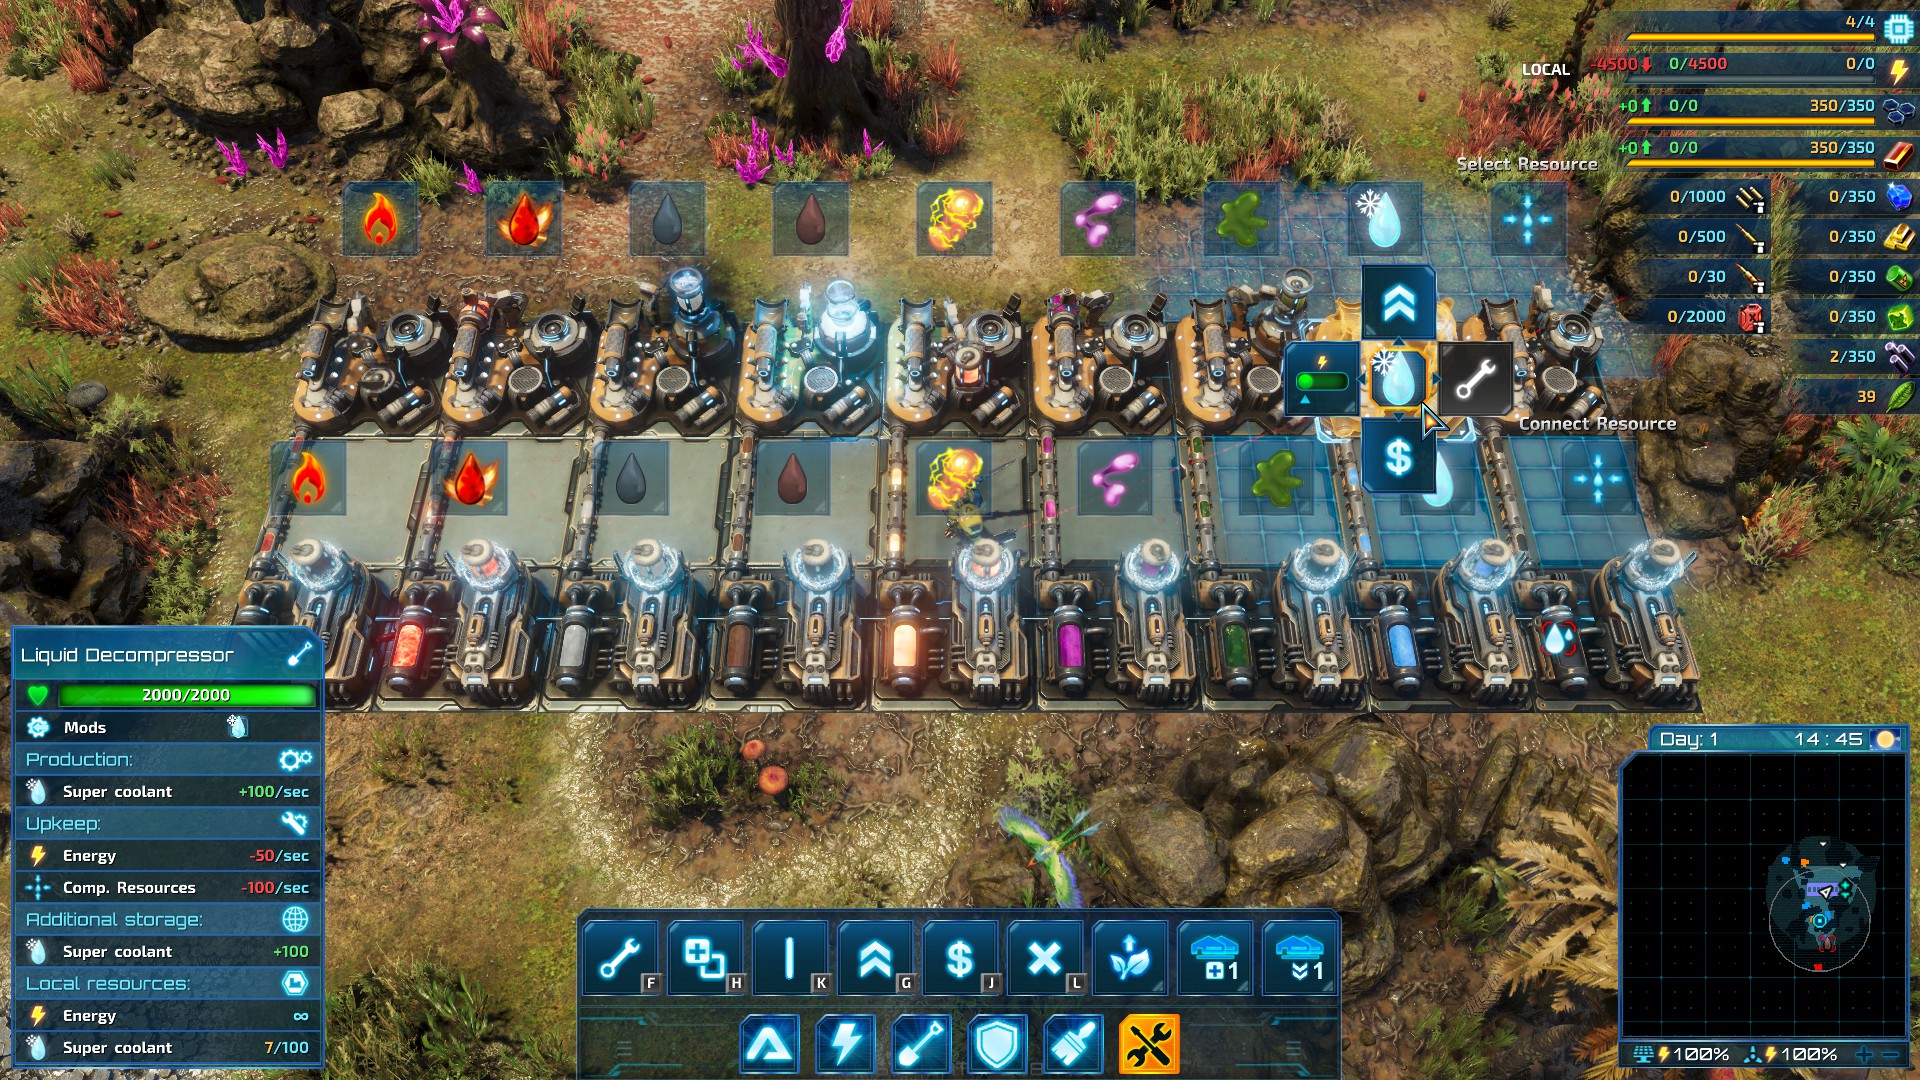 4/4
LOCAL -4500 0/4500 0/0
+0 0/0 350/350
+0 0/0 350/350
Select Resource
0/1000 0/350
0/500 0/350
0/30 0/350
0/2000 0/350
2/350
39
Connect Resource
$
Liquid Decompressor
2000/2000
Mods
Production:
Super coolant +100/sec
Upkeep:
Energy -50/sec
Comp. Resources -100/sec
Additional storage:
Super coolant +100
Local resources:
Energy ∞
Super coolant 7/100
Day: 1 14:45
F H K G $ J L 1 1
100% 100%